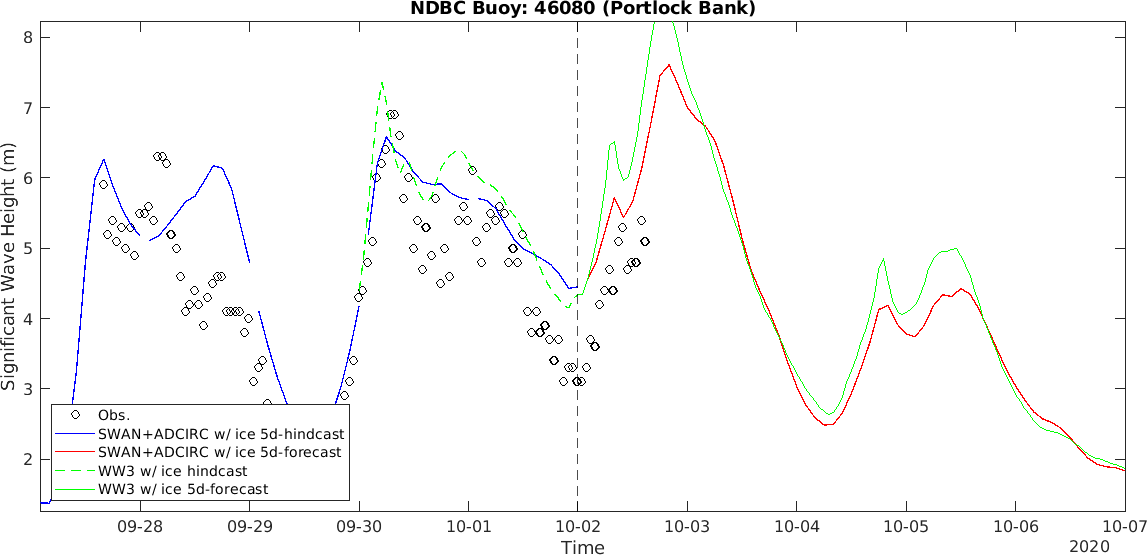 NDBC Buoy: 46080 (Portlock Bank)
8
7
6
5
4
3
2
Significant Wave Height (m)
Obs.
SWAN+ADCIRC w/ ice 5d-hindcast
SWAN+ADCIRC w/ ice 5d-forecast
WW3 w/ ice hindcast
WW3 w/ ice 5d-forecast
09-28 09-29 09-30 10-01 10-02 10-03 10-04 10-05 10-06 10-07
Time
2020